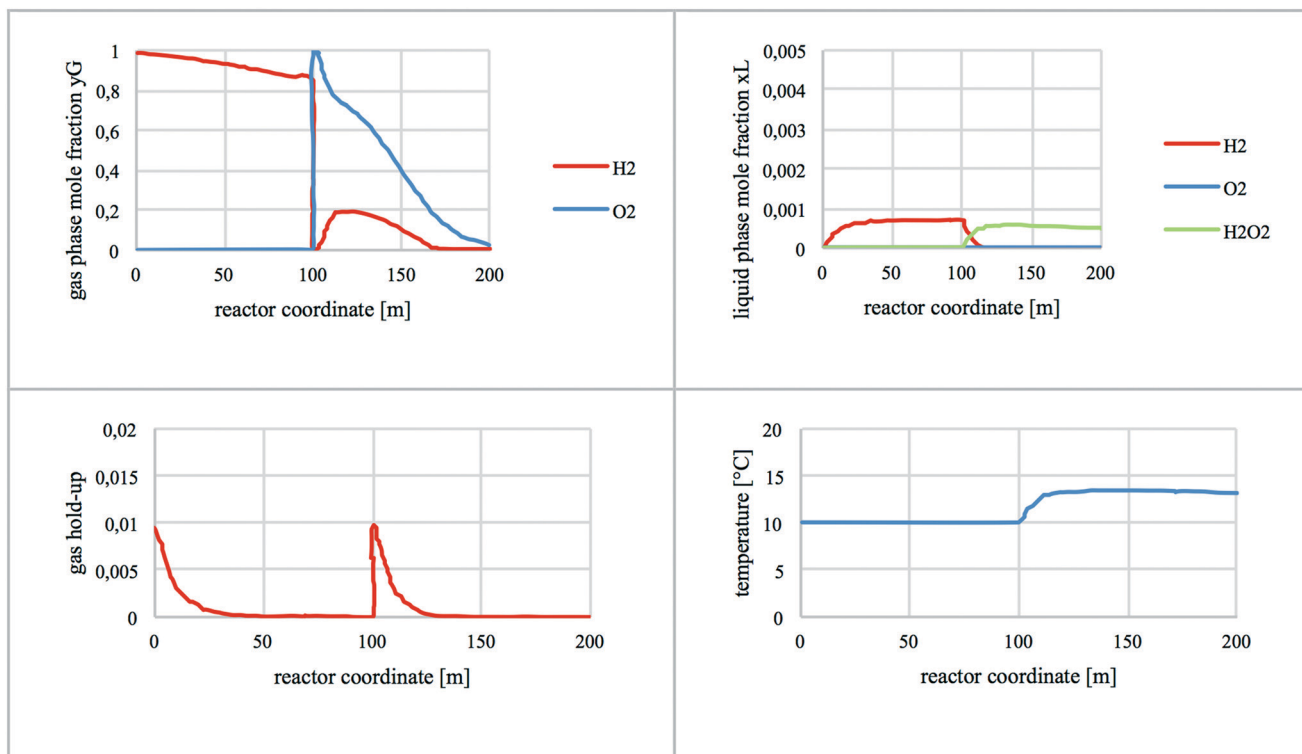 gas phase mole fraction yG
1
0,8
0,6
0,4
0,2
0
0 50 100 150 200
reactor coordinate [m]
H2
O2
liquid phase mole fraction xL
0,005
0,004
0,003
0,002
0,001
0
0 50 100 150 200
reactor coordinate [m]
H2
O2
H2O2
gas hold-up
0,02
0,015
0,01
0,005
0
0 50 100 150 200
reactor coordinate [m]
temperature [°C]
20
15
10
5
0
0 50 100 150 200
reactor coordinate [m]